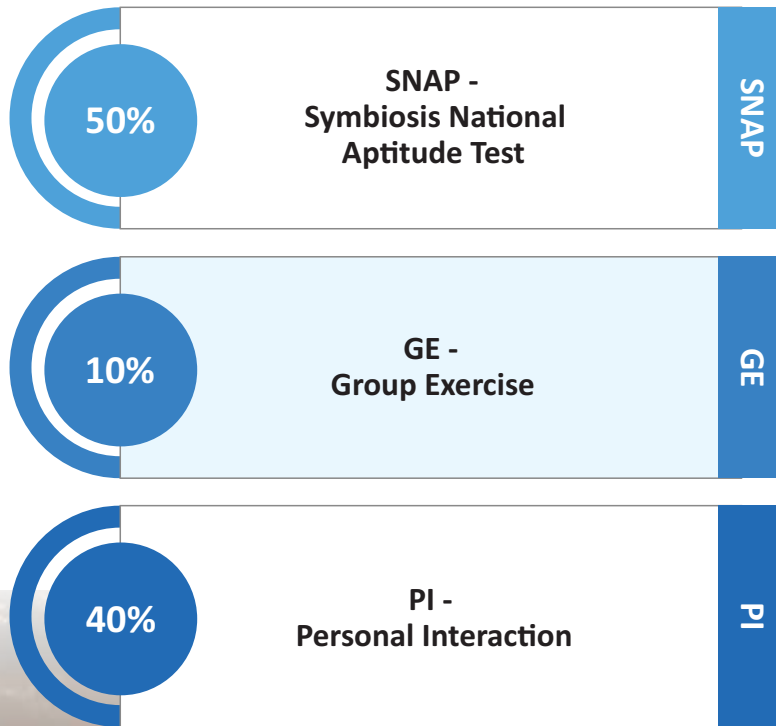 50%
SNAP -
Symbiosis National
Aptitude Test
SNAP
10%
GE -
Group Exercise
GE
40%
PI -
Personal Interaction
PI